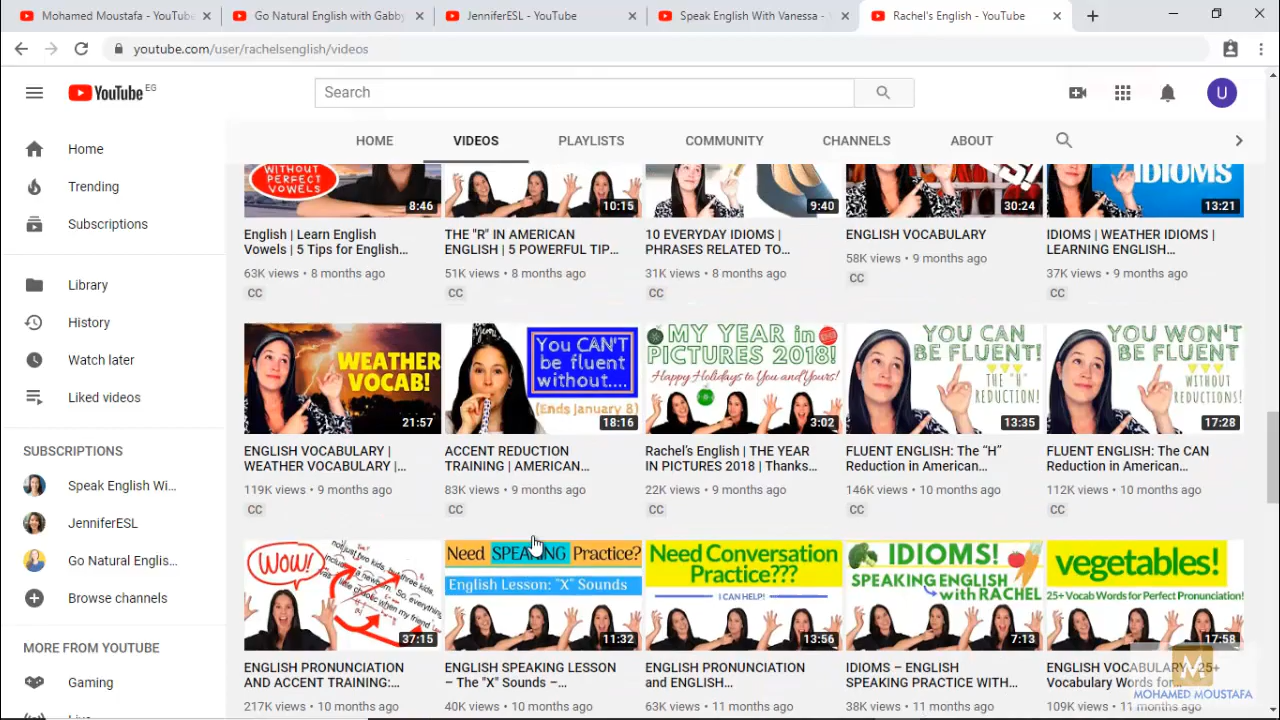 Mohamed Moustafa - YouTube
Go Natural English with Gabby
JenniferESL - YouTube
Speak English With Vanessa -
Rachel's English - YouTube
youtube.com/user/rachelsenglish/videos
YouTube EG
Search
U
HOME
VIDEOS
PLAYLISTS
COMMUNITY
CHANNELS
ABOUT
Home
Trending
Subscriptions
Library
History
Watch later
Liked videos
SUBSCRIPTIONS
Speak English Wi...
JenniferESL
Go Natural Englis...
Browse channels
MORE FROM YOUTUBE
Gaming
WITHOUT
PERFECT
VOWELS
8:46
10:15
9:40
30:24
IDIOMS
13:21
English | Learn English
Vowels | 5 Tips for English...
63K views • 8 months ago
CC
THE "R" IN AMERICAN
ENGLISH | 5 POWERFUL TIP...
51K views • 8 months ago
CC
10 EVERYDAY IDIOMS |
PHRASES RELATED TO...
31K views • 8 months ago
CC
ENGLISH VOCABULARY
58K views • 9 months ago
CC
IDIOMS | WEATHER IDIOMS |
LEARNING ENGLISH...
37K views • 9 months ago
CC
WEATHER
VOCAB!
21:57
You CAN'T
be fluent
without....
(Ends January 8)
18:16
MY YEAR in
PICTURES 2018!
Happy Holidays to You and Yours!
3:02
YOU CAN
BE FLUENT!
THE "H"
REDUCTION!
13:35
YOU WON'T
BE FLUENT
WITHOUT
REDUCTIONS!
17:28
ENGLISH VOCABULARY |
WEATHER VOCABULARY |...
119K views • 9 months ago
CC
ACCENT REDUCTION
TRAINING | AMERICAN...
83K views • 9 months ago
CC
Rachel's English | THE YEAR
IN PICTURES 2018 | Thanks...
22K views • 9 months ago
CC
FLUENT ENGLISH: The “H”
Reduction in American...
146K views • 10 months ago
CC
FLUENT ENGLISH: The CAN
Reduction in American...
112K views • 10 months ago
CC
WOW!
37:15
Need SPEAKING Practice?
English Lesson: "X" Sounds
11:32
Need Conversation
Practice???
I CAN HELP!
13:56
IDIOMS!
SPEAKING ENGLISH
with RACHEL
7:13
vegetables!
25+ Vocab Words for Perfect Pronunciation!
17:58
ENGLISH PRONUNCIATION
AND ACCENT TRAINING:...
217K views • 10 months ago
ENGLISH SPEAKING LESSON
– The "X" Sounds –...
40K views • 10 months ago
ENGLISH PRONUNCIATION
and ENGLISH...
63K views • 11 months ago
IDIOMS – ENGLISH
SPEAKING PRACTICE WITH...
38K views • 11 months ago
ENGLISH VOCABULARY - 25+
Vocabulary Words for...
109K views • 11 months ago
MOHAMED MOUSTAFA